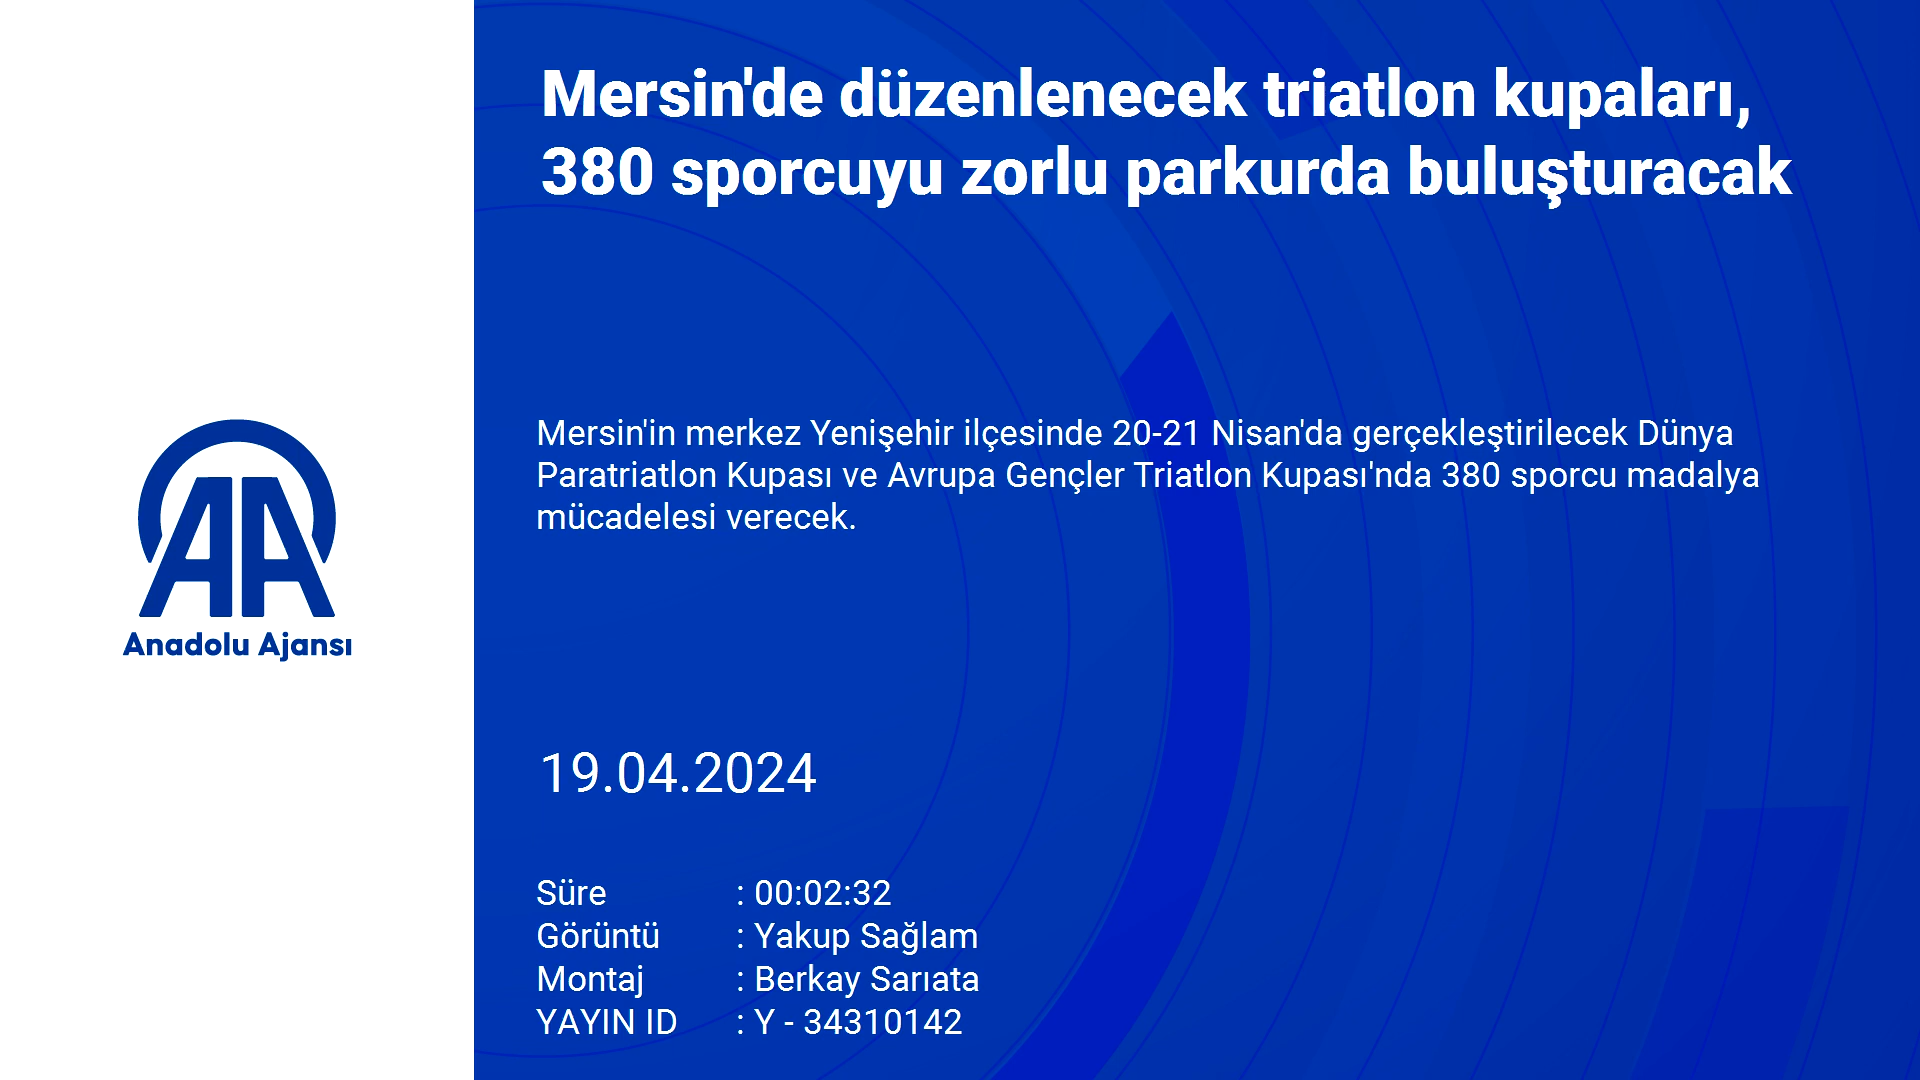 Mersin'de düzenlenecek triatlon kupaları,
380 sporcuyu zorlu parkurda buluşturacak
Mersin'in merkez Yenişehir ilçesinde 20-21 Nisan'da gerçekleştirilecek Dünya
Paratriatlon Kupası ve Avrupa Gençler Triatlon Kupası'nda 380 sporcu madalya
mücadelesi verecek.
AA
Anadolu Ajansı
19.04.2024
Süre : 00:02:32
Görüntü : Yakup Sağlam
Montaj : Berkay Sarıata
YAYIN ID : Y - 34310142